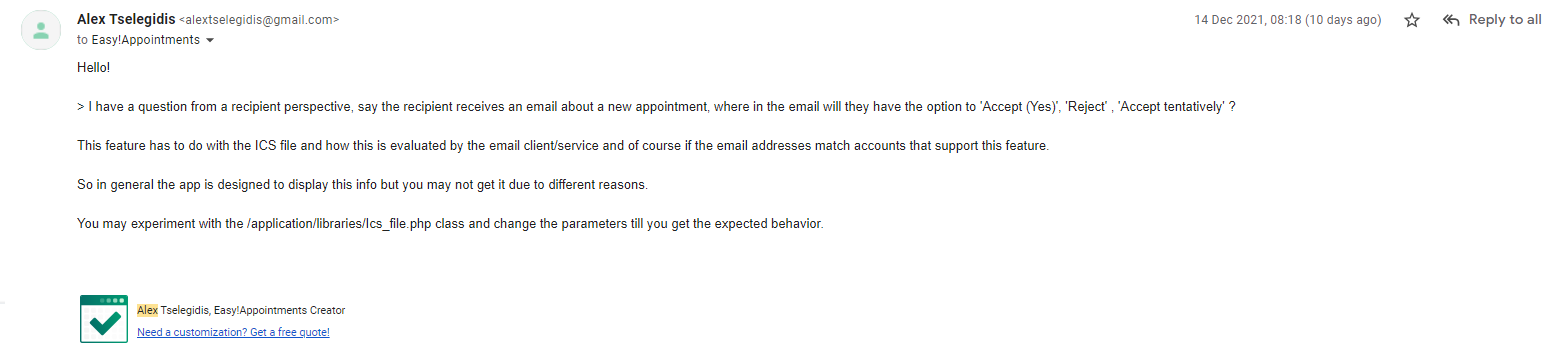 Alex Tselegidis <alextselegidis@gmail.com> 14 Dec 2021, 08:18 (10 days ago) Reply to all
to Easy!Appointments
Hello!
> I have a question from a recipient perspective, say the recipient receives an email about a new appointment, where in the email will they have the option to 'Accept (Yes)', 'Reject' , 'Accept tentatively' ?
This feature has to do with the ICS file and how this is evaluated by the email client/service and of course if the email addresses match accounts that support this feature.
So in general the app is designed to display this info but you may not get it due to different reasons.
You may experiment with the /application/libraries/Ics_file.php class and change the parameters till you get the expected behavior.
Alex Tselegidis, Easy!Appointments Creator
Need a customization? Get a free quote!